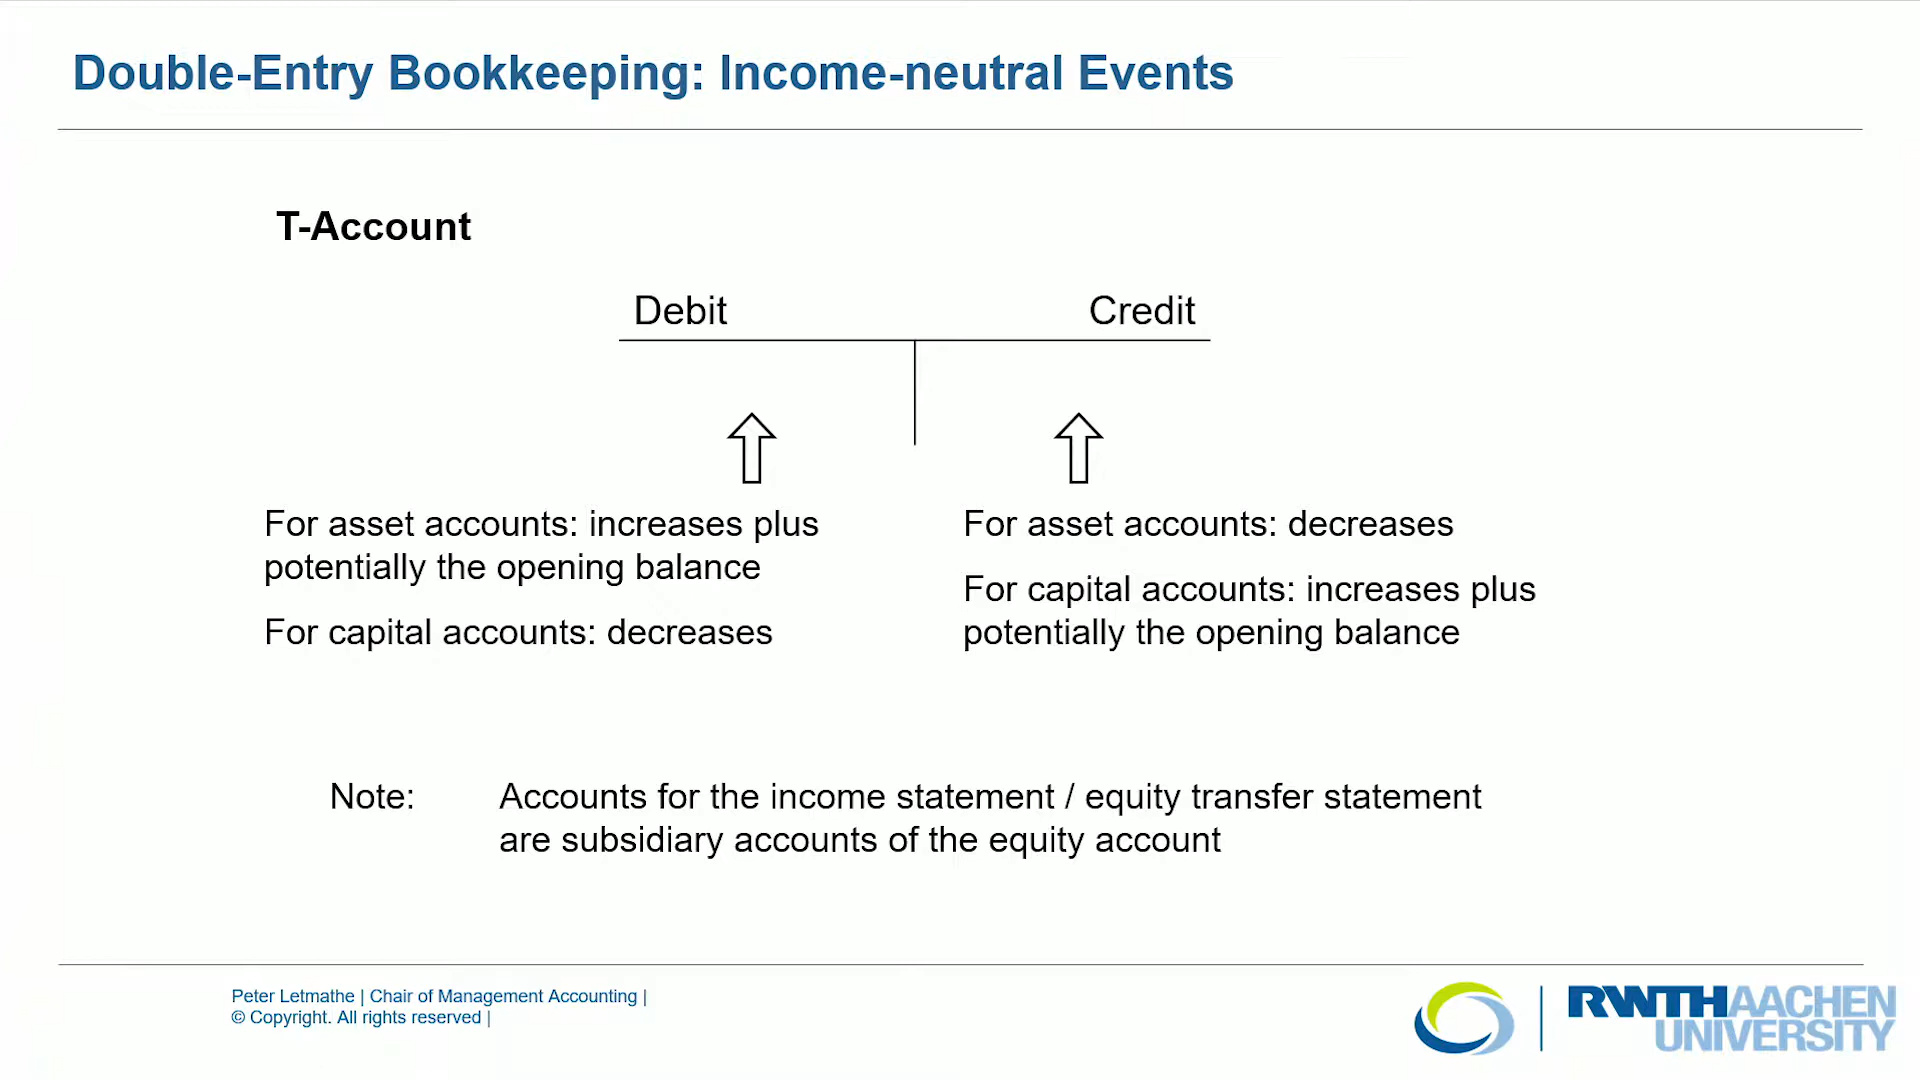 Double-Entry Bookkeeping: Income-neutral Events
T-Account
Debit
Credit
For asset accounts: increases plus
potentially the opening balance
For capital accounts: decreases
For asset accounts: decreases
For capital accounts: increases plus
potentially the opening balance
Note:
Accounts for the income statement / equity transfer statement
are subsidiary accounts of the equity account
Peter Letmathe | Chair of Management Accounting |
© Copyright. All rights reserved |
RWTHAACHEN
UNIVERSITY